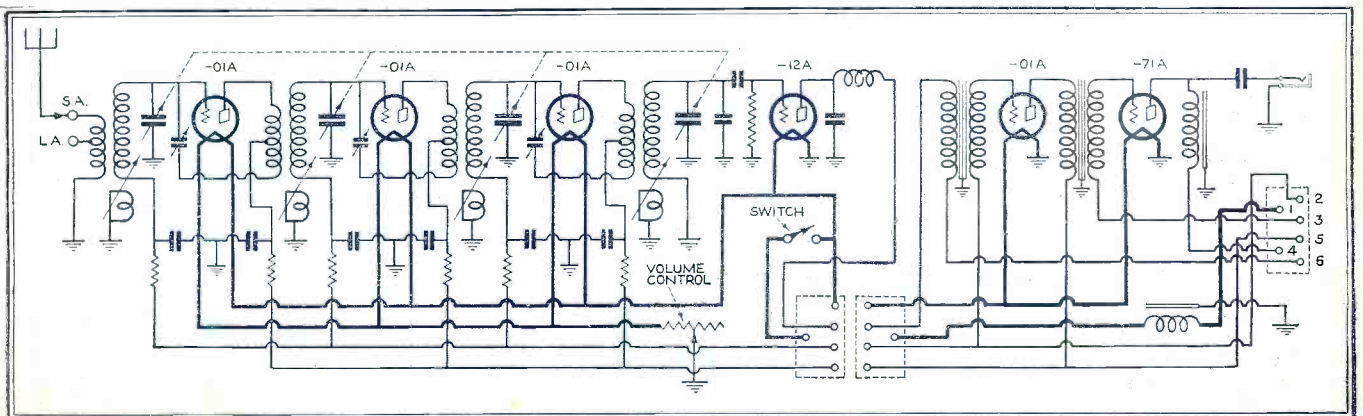 -01A
-01A
-01A
-12A
-01A
-71A
S.A.
L.A.
SWITCH
VOLUME
CONTROL
2
1
3
5
4
6